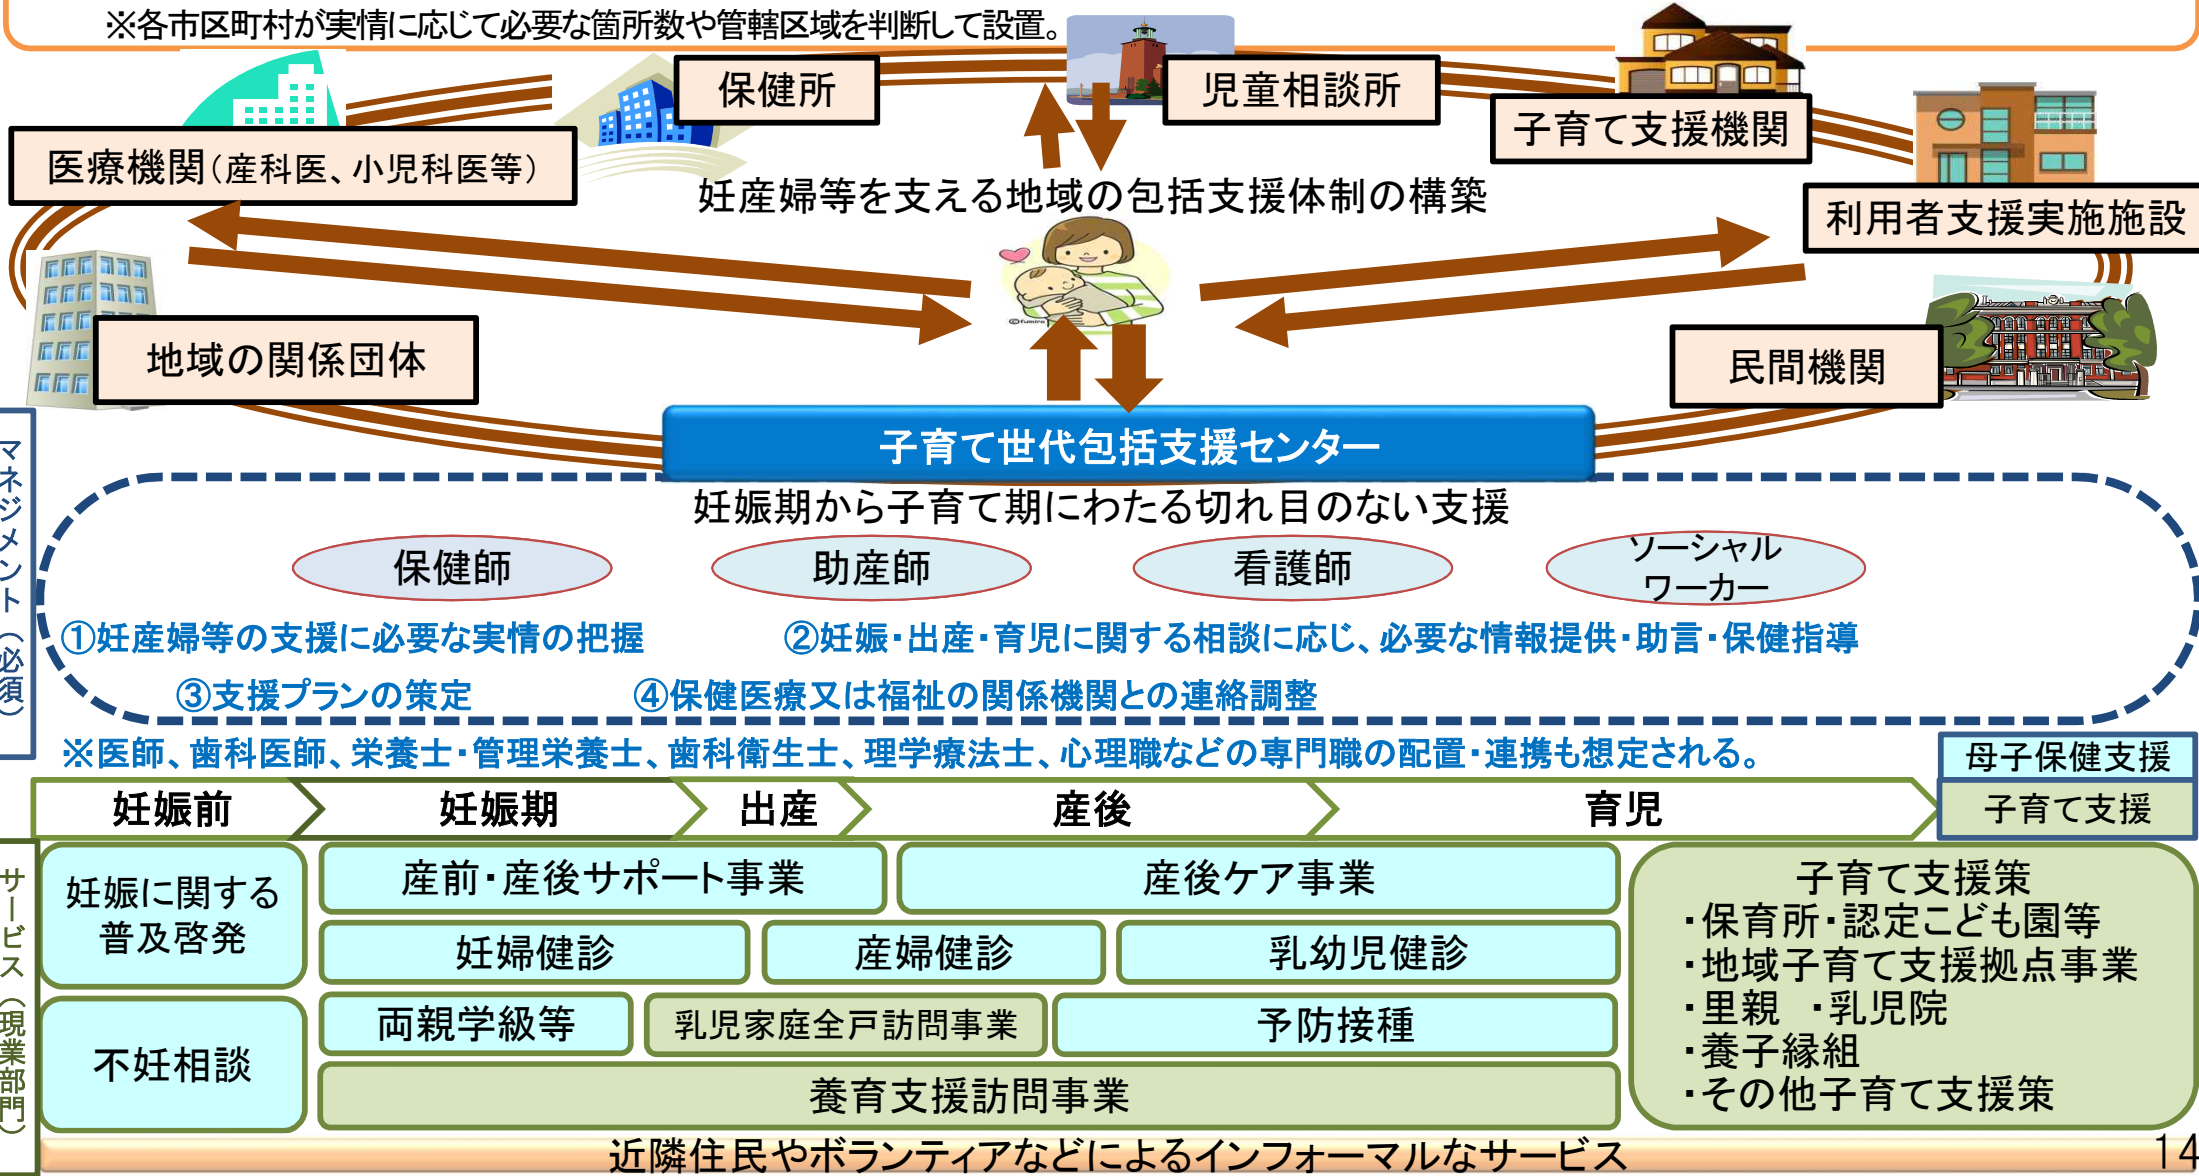 ※各市区町村が実情に応じて必要な箇所数や管轄区域を判断して設置。
保健所
児童相談所
子育て支援機関
医療機関（産科医、小児科医等）
妊産婦等を支える地域の包括支援体制の構築
利用者支援実施施設
©fumira
地域の関係団体
民間機関
子育て世代包括支援センター
マネジメント（必須）
妊娠期から子育て期にわたる切れ目のない支援
保健師
助産師
看護師
ソーシャル
ワーカー
①妊産婦等の支援に必要な実情の把握
②妊娠・出産・育児に関する相談に応じ、必要な情報提供・助言・保健指導
③支援プランの策定
④保健医療又は福祉の関係機関との連絡調整
※医師、歯科医師、栄養士・管理栄養士、歯科衛生士、理学療法士、心理職などの専門職の配置・連携も想定される。
母子保健支援
子育て支援
妊娠前
妊娠期
出産
産後
育児
サービス（現業部門）
妊娠に関する
普及啓発
産前・産後サポート事業
産後ケア事業
妊婦健診
産婦健診
乳幼児健診
不妊相談
両親学級等
乳児家庭全戸訪問事業
予防接種
養育支援訪問事業
子育て支援策
・保育所・認定こども園等
・地域子育て支援拠点事業
・里親　・乳児院
・養子縁組
・その他子育て支援策
近隣住民やボランティアなどによるインフォーマルなサービス
14